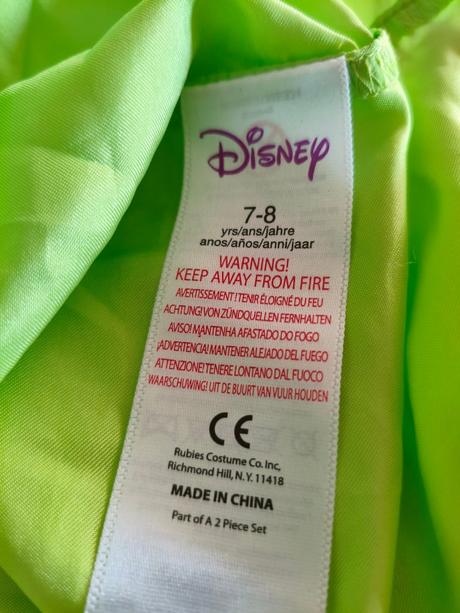 Disney
7-8
yrs/ans/jahre
anos/años/anni/jaar
WARNING!
KEEP AWAY FROM FIRE
AVERTISSEMENT ! TENIR ÉLOIGNÉ DU FEU
ACHTUNG! VON ZÜNDQUELLEN FERNHALTEN
AVISO! MANTENHA AFASTADO DO FOGO
¡ADVERTENCIA! MANTENER ALEJADO DEL FUEGO
ATTENZIONE! TENERE LONTANO DAL FUOCO
WAARSCHUWING! UIT DE BUURT VAN VUUR HOUDEN
CE
Rubies Costume Co. Inc,
Richmond Hill, N.Y. 11418
MADE IN CHINA
Part of A 2 Piece Set